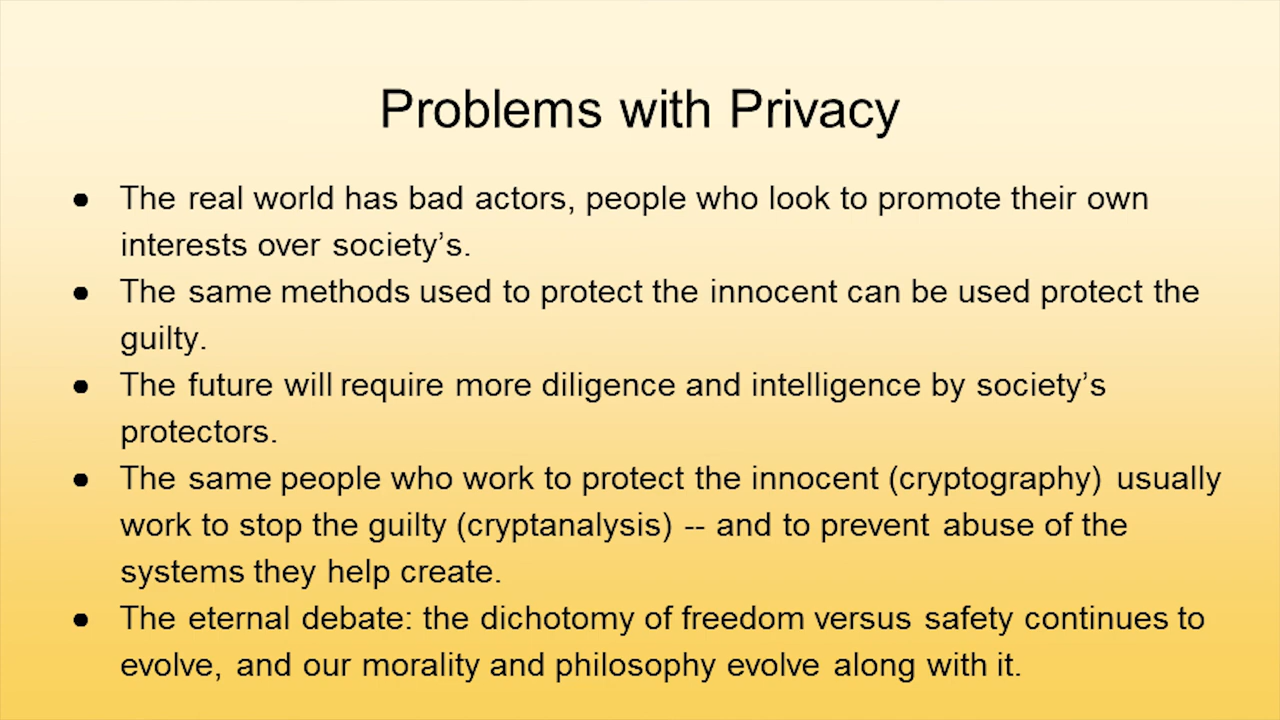 Problems with Privacy
● The real world has bad actors, people who look to promote their own
interests over society’s.
● The same methods used to protect the innocent can be used protect the
guilty.
● The future will require more diligence and intelligence by society’s
protectors.
● The same people who work to protect the innocent (cryptography) usually
work to stop the guilty (cryptanalysis) -- and to prevent abuse of the
systems they help create.
● The eternal debate: the dichotomy of freedom versus safety continues to
evolve, and our morality and philosophy evolve along with it.